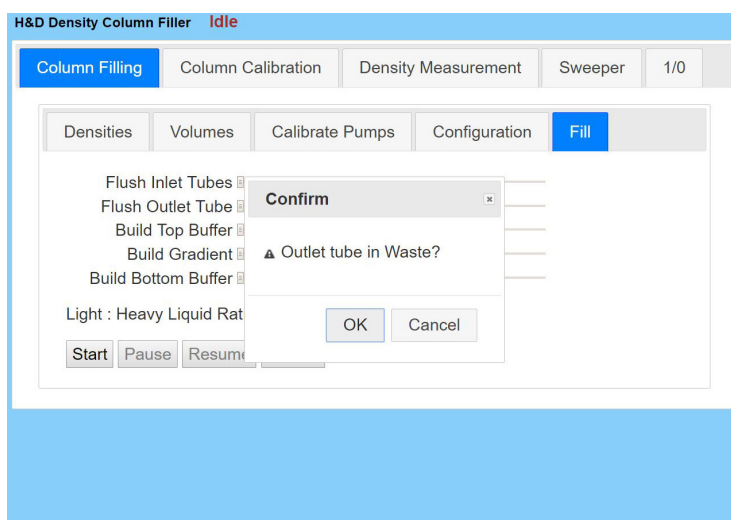 H&D Density Column Filler Idle
Column Filling Column Calibration Density Measurement Sweeper 1/0
Densities Volumes Calibrate Pumps Configuration Fill
Flush Inlet Tubes
Flush Outlet Tube
Build Top Buffer
Build Gradient
Build Bottom Buffer
Light : Heavy Liquid Rat
Start Pause Resume
Confirm
Outlet tube in Waste?
OK Cancel